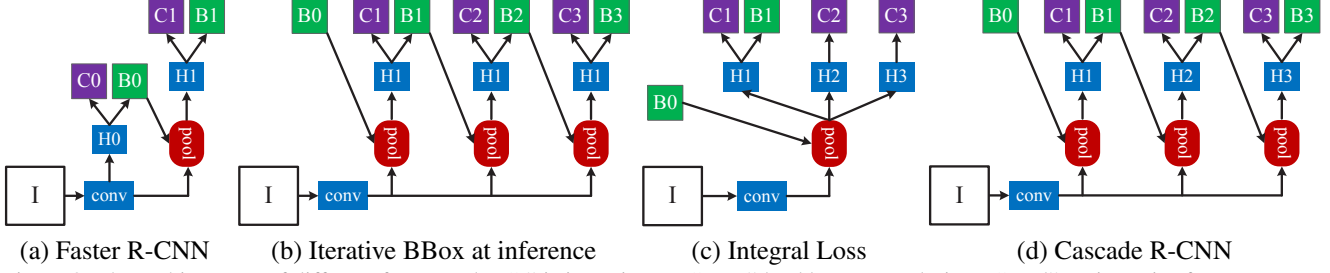 C1 B1
C0 B0
H1
H0
pool
I
conv
(a) Faster R-CNN
B0 C1 B1 C2 B2 C3 B3
H1 H1 H1
pool pool pool
I
conv
(b) Iterative BBox at inference
C1 B1 C2 C3
H1 H2 H3
B0
pool
I
conv
(c) Integral Loss
B0 C1 B1 C2 B2 C3 B3
H1 H2 H3
pool pool pool
I
conv
(d) Cascade R-CNN